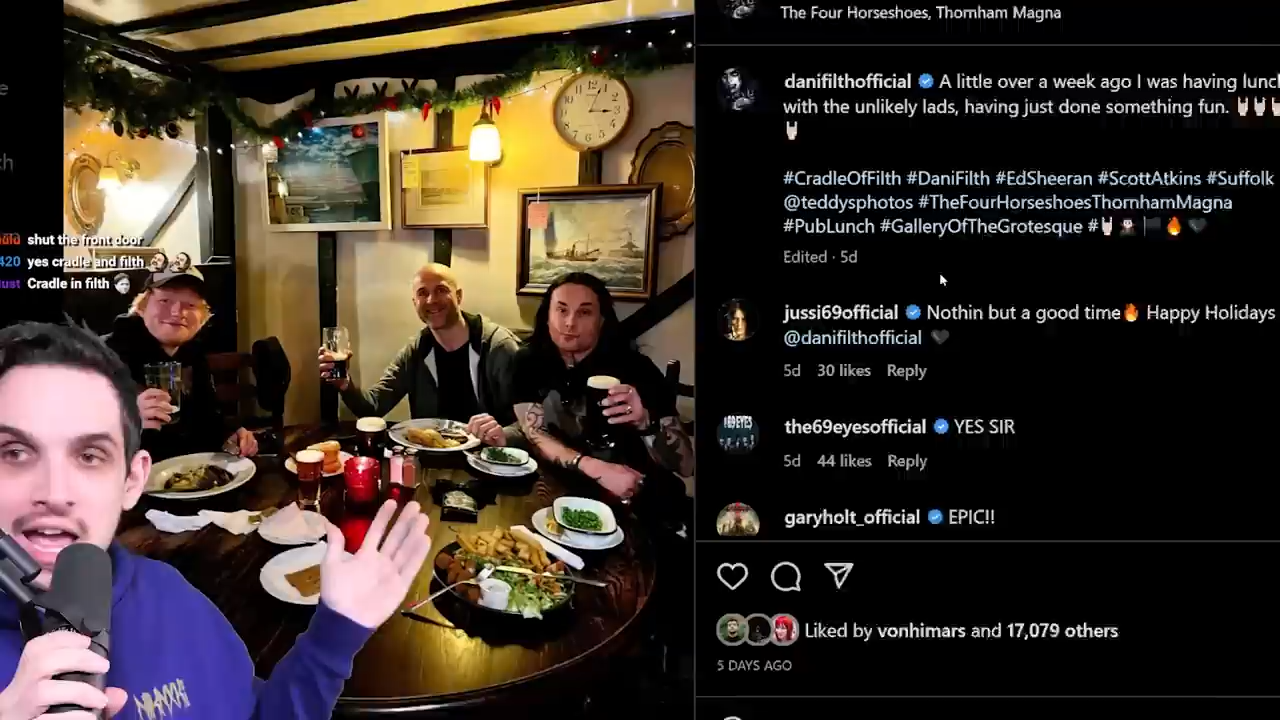 The Four Horseshoes, Thornham Magna
danifilthofficial A little over a week ago I was having lunch
with the unlikely lads, having just done something fun. 🤘🏻🤘🏻🤘🏻
🤘🏻
#CradleOfFilth #DaniFilth #EdSheeran #ScottAtkins #Suffolk
@teddysphotos #TheFourHorseshoesThornhamMagna
#PubLunch #GalleryOfTheGrotesque #🤘🏻🧛🏻🏴🔥🖤
Edited · 5d
shut the front door
420 yes cradle and filth
Cradle in filth
jussi69official Nothin but a good time🔥 Happy Holidays
@danifilthofficial 🖤
5d 30 likes Reply
the69eyesofficial YES SIR
5d 44 likes Reply
garyholt_official EPIC!!
Liked by vonhimars and 17,079 others
5 DAYS AGO